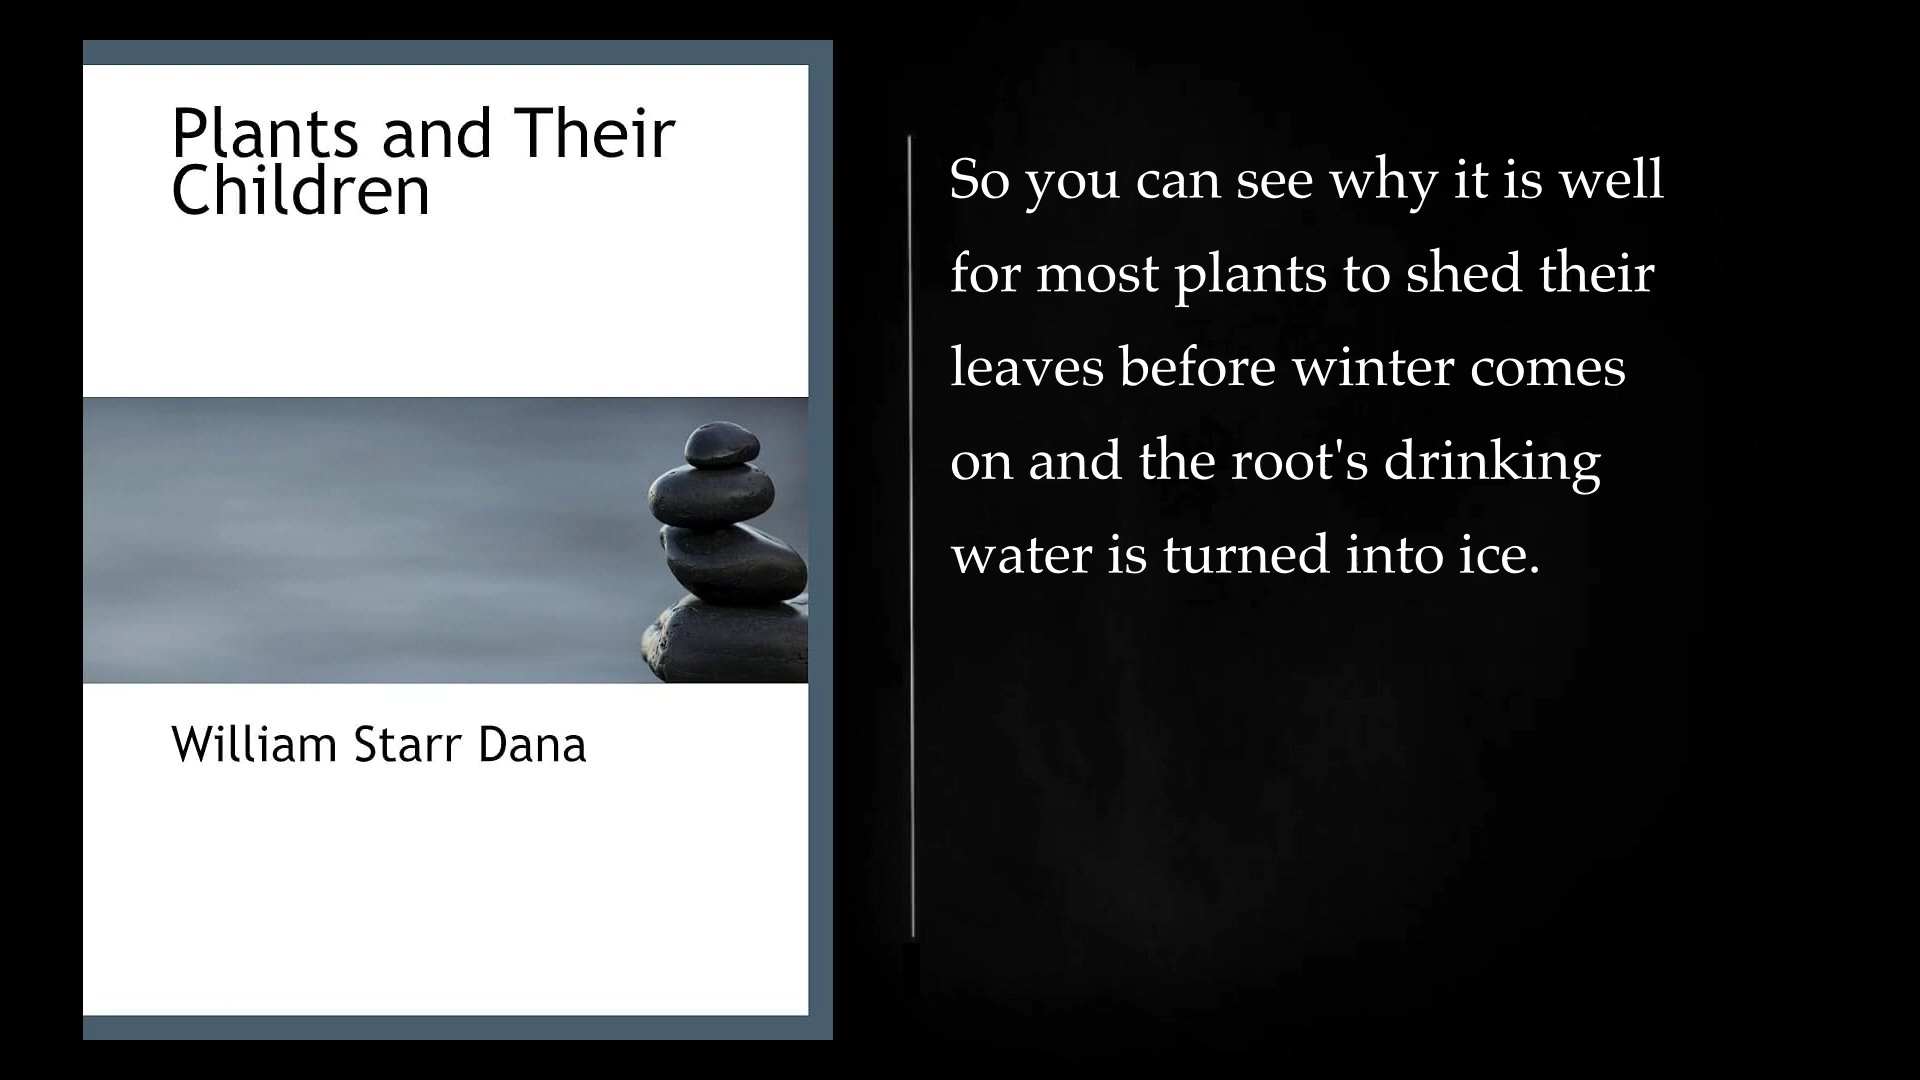 Plants and Their
Children
William Starr Dana
So you can see why it is well
for most plants to shed their
leaves before winter comes
on and the root's drinking
water is turned into ice.